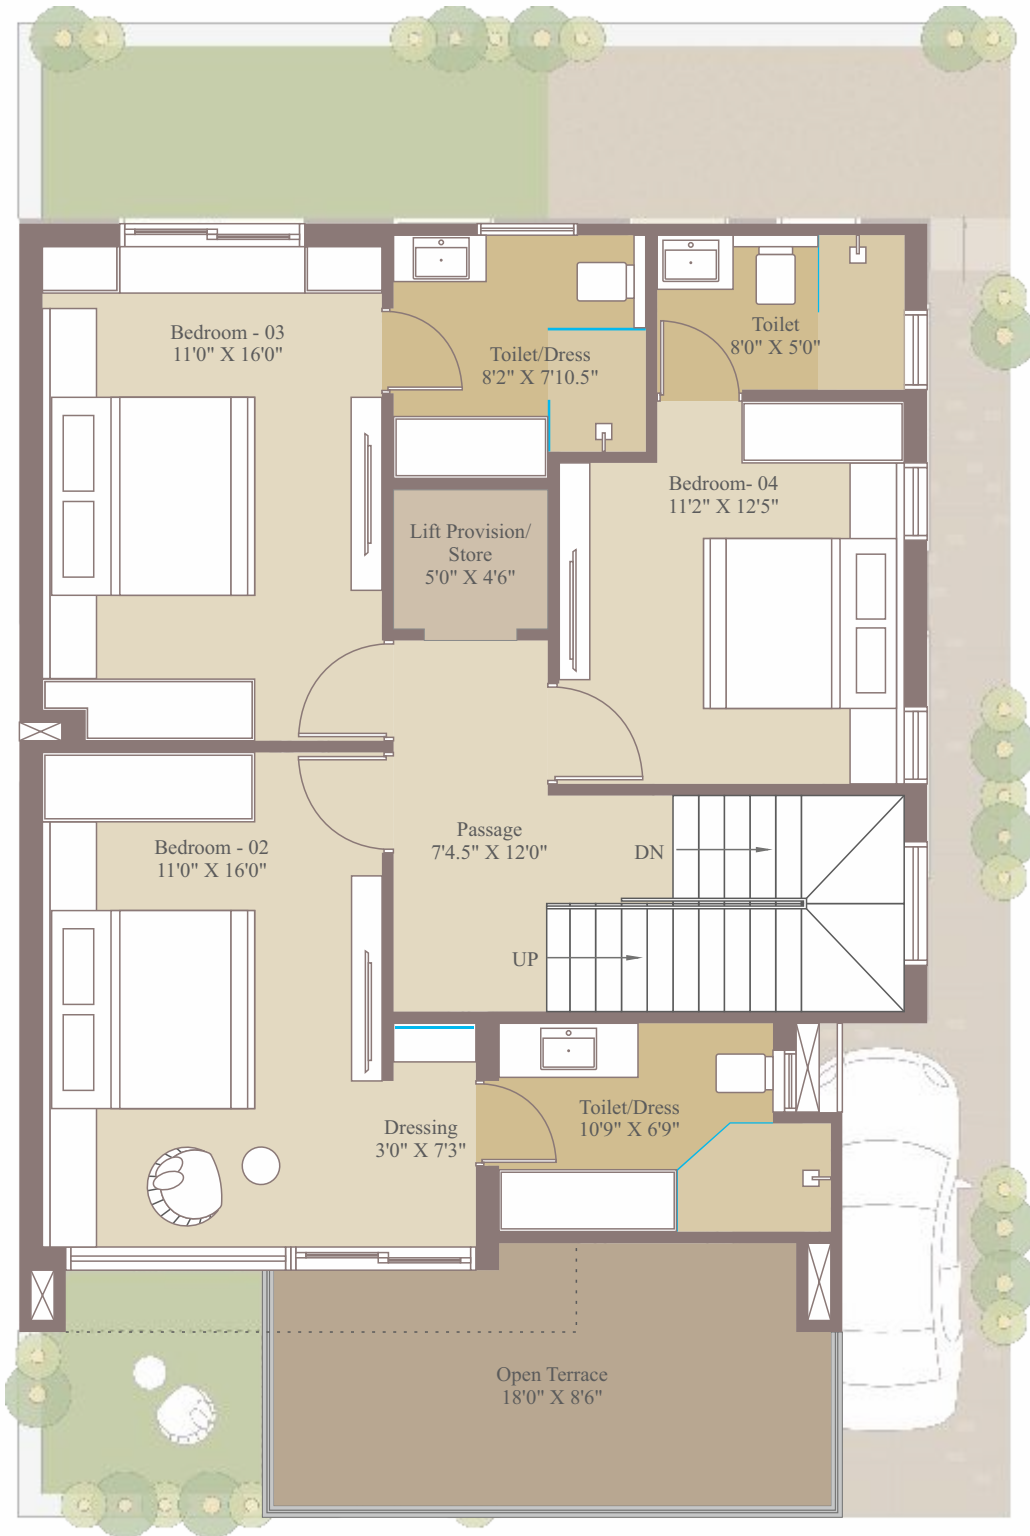 Bedroom - 03
11'0" X 16'0"
Toilet/Dress
8'2" X 7'10.5"
Toilet
8'0" X 5'0"
Lift Provision/
Store
5'0" X 4'6"
Bedroom- 04
11'2" X 12'5"
Bedroom - 02
11'0" X 16'0"
Passage
7'4.5" X 12'0"
DN
UP
Dressing
3'0" X 7'3"
Toilet/Dress
10'9" X 6'9"
Open Terrace
18'0" X 8'6"